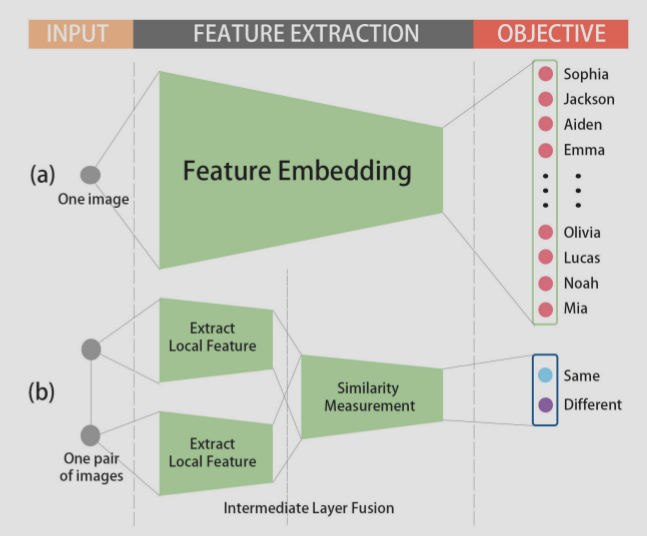 INPUT
FEATURE EXTRACTION
OBJECTIVE
(a)
One image
Feature Embedding
Sophia
Jackson
Aiden
Emma
Olivia
Lucas
Noah
Mia
(b)
One pair
of images
Extract
Local Feature
Extract
Local Feature
Similarity
Measurement
Same
Different
Intermediate Layer Fusion